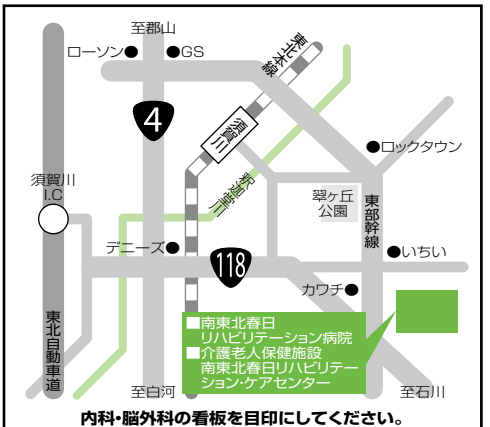 至郡山
ローソン●
●GS
東北本線
4
須賀川
●ロックタウン
釈迦堂川
須賀川
I.C
翠ヶ丘
公園
東部幹線
デニーズ●
118
●いちい
カワチ●
■南東北春日
リハビリテーション病院
■介護老人保健施設
南東北春日リハビリテー
ション・ケアセンター
東北自動車道
至白河
至石川
内科・脳外科の看板を目印にしてください。